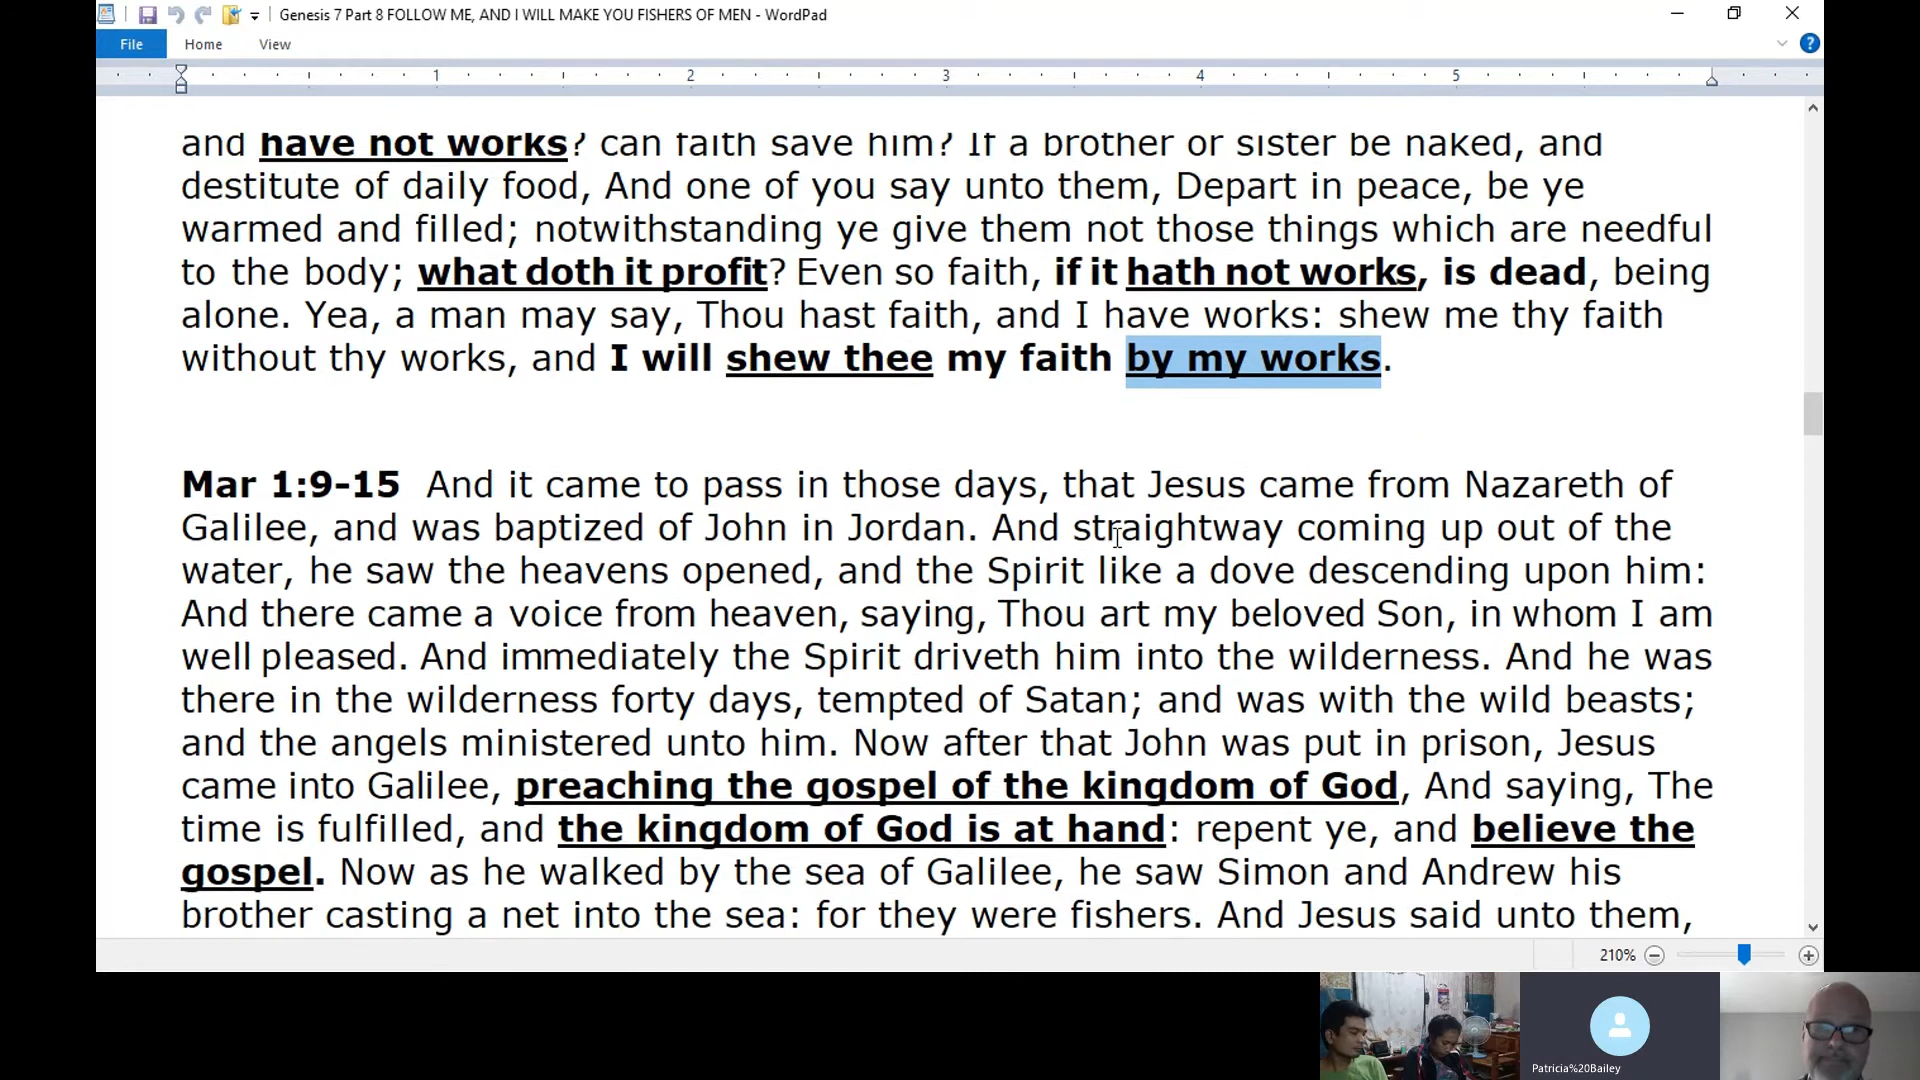 Genesis 7 Part 8 FOLLOW ME, AND I WILL MAKE YOU FISHERS OF MEN - WordPad
File Home View
1 2 3 4 5
and have not works? can faith save him? If a brother or sister be naked, and
destitute of daily food, And one of you say unto them, Depart in peace, be ye
warmed and filled; notwithstanding ye give them not those things which are needful
to the body; what doth it profit? Even so faith, if it hath not works, is dead, being
alone. Yea, a man may say, Thou hast faith, and I have works: shew me thy faith
without thy works, and I will shew thee my faith by my works.
Mar 1:9-15 And it came to pass in those days, that Jesus came from Nazareth of
Galilee, and was baptized of John in Jordan. And straightway coming up out of the
water, he saw the heavens opened, and the Spirit like a dove descending upon him:
And there came a voice from heaven, saying, Thou art my beloved Son, in whom I am
well pleased. And immediately the Spirit driveth him into the wilderness. And he was
there in the wilderness forty days, tempted of Satan; and was with the wild beasts;
and the angels ministered unto him. Now after that John was put in prison, Jesus
came into Galilee, preaching the gospel of the kingdom of God, And saying, The
time is fulfilled, and the kingdom of God is at hand: repent ye, and believe the
gospel. Now as he walked by the sea of Galilee, he saw Simon and Andrew his
brother casting a net into the sea: for they were fishers. And Jesus said unto them,
210%
Patricia%20Bailey